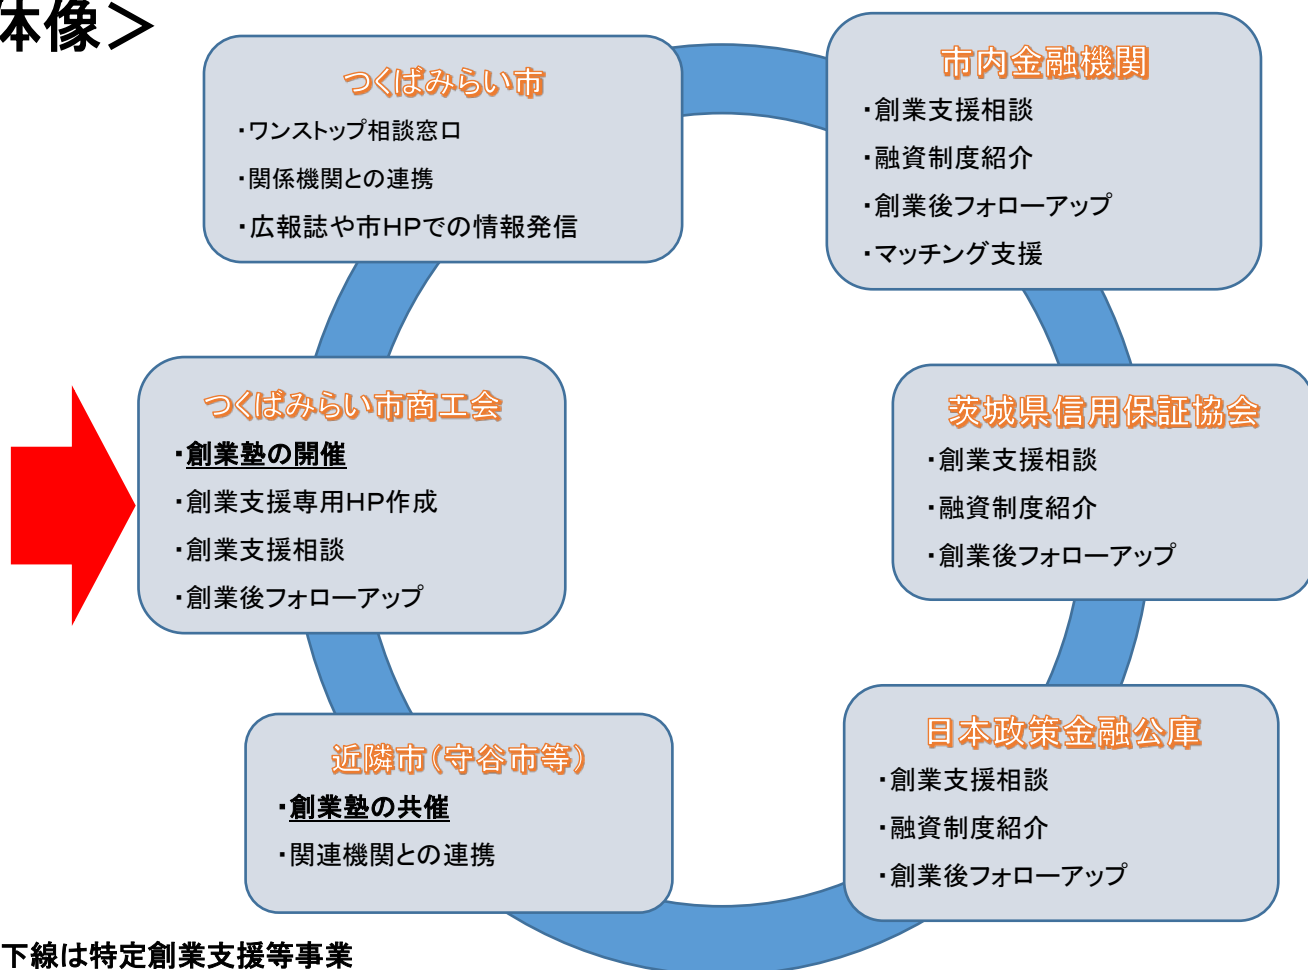 体像＞
つくばみらい市
・ワンストップ相談窓口
・関係機関との連携
・広報誌や市HPでの情報発信
市内金融機関
・創業支援相談
・融資制度紹介
・創業後フォローアップ
・マッチング支援
つくばみらい市商工会
・創業塾の開催
・創業支援専用HP作成
・創業支援相談
・創業後フォローアップ
茨城県信用保証協会
・創業支援相談
・融資制度紹介
・創業後フォローアップ
近隣市（守谷市等）
・創業塾の共催
・関連機関との連携
日本政策金融公庫
・創業支援相談
・融資制度紹介
・創業後フォローアップ
下線は特定創業支援等事業